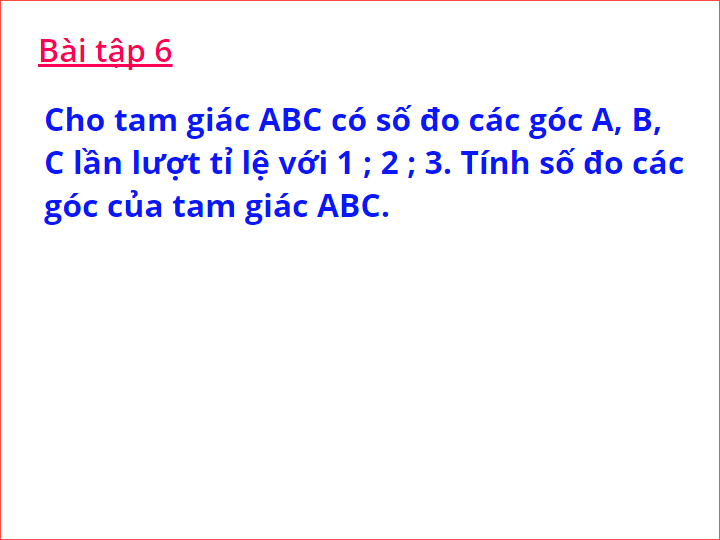 Bài tập 6
Cho tam giác ABC có số đo các góc A, B,
C lần lượt tỉ lệ với 1 ; 2 ; 3. Tính số đo các
góc của tam giác ABC.